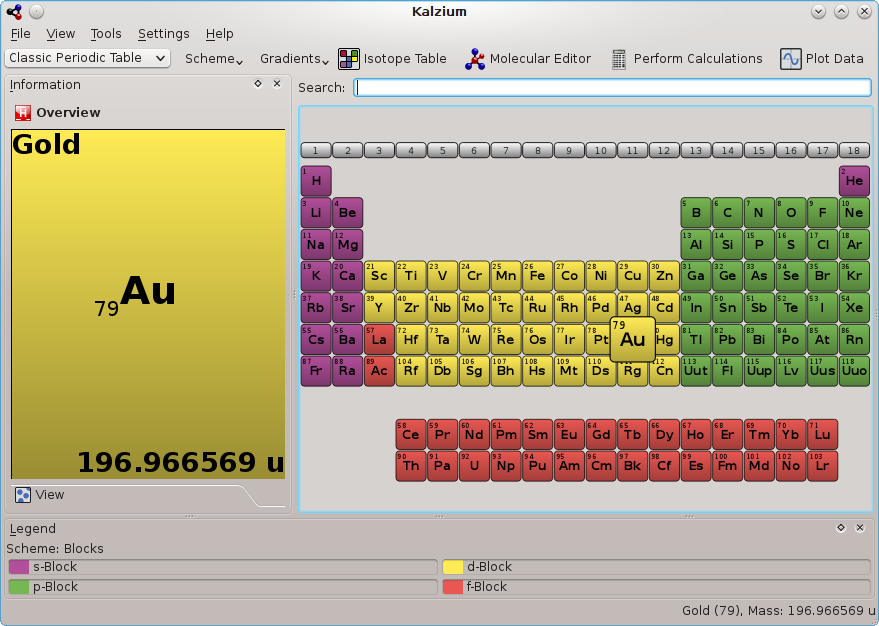 Kalzium
File View Tools Settings Help
Classic Periodic Table Scheme Gradients Isotope Table Molecular Editor Perform Calculations Plot Data
Information
Search:
Overview
Gold
79Au
196.966569 u
View
1 2 3 4 5 6 7 8 9 10 11 12 13 14 15 16 17 18
1 H 2 He
3 Li 4 Be 5 B 6 C 7 N 8 O 9 F 10 Ne
11 Na 12 Mg 13 Al 14 Si 15 P 16 S 17 Cl 18 Ar
19 K 20 Ca 21 Sc 22 Ti 23 V 24 Cr 25 Mn 26 Fe 27 Co 28 Ni 29 Cu 30 Zn 31 Ga 32 Ge 33 As 34 Se 35 Br 36 Kr
37 Rb 38 Sr 39 Y 40 Zr 41 Nb 42 Mo 43 Tc 44 Ru 45 Rh 46 Pd 47 Ag 48 Cd 49 In 50 Sn 51 Sb 52 Te 53 I 54 Xe
55 Cs 56 Ba 57 La 72 Hf 73 Ta 74 W 75 Re 76 Os 77 Ir 78 Pt 79 Au Hg 81 Tl 82 Pb 83 Bi 84 Po 85 At 86 Rn
87 Fr 88 Ra 89 Ac 104 Rf 105 Db 106 Sg 107 Bh 108 Hs 109 Mt 110 Ds Rg 112 Cn 113 Uut 114 Fl 115 Uup 116 Lv 117 Uus 118 Uuo
58 Ce 59 Pr 60 Nd 61 Pm 62 Sm 63 Eu 64 Gd 65 Tb 66 Dy 67 Ho 68 Er 69 Tm 70 Yb 71 Lu
90 Th 91 Pa 92 U 93 Np 94 Pu 95 Am 96 Cm 97 Bk 98 Cf 99 Es 100 Fm 101 Md 102 No 103 Lr
Legend
Scheme: Blocks
s-Block d-Block
p-Block f-Block
Gold (79), Mass: 196.966569 u